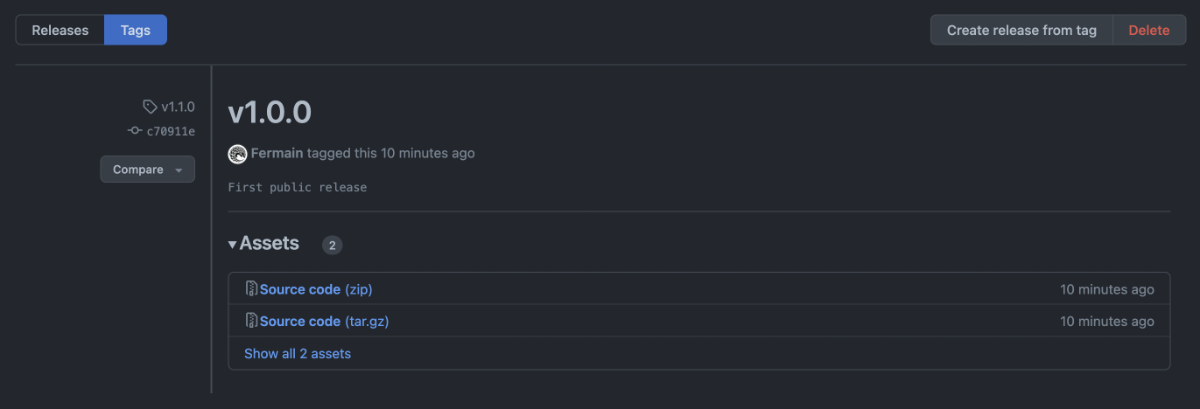 Releases Tags Create release from tag Delete
v1.1.0
c70911e
Compare
v1.0.0
Fermain tagged this 10 minutes ago
First public release
Assets 2
Source code (zip) 10 minutes ago
Source code (tar.gz) 10 minutes ago
Show all 2 assets